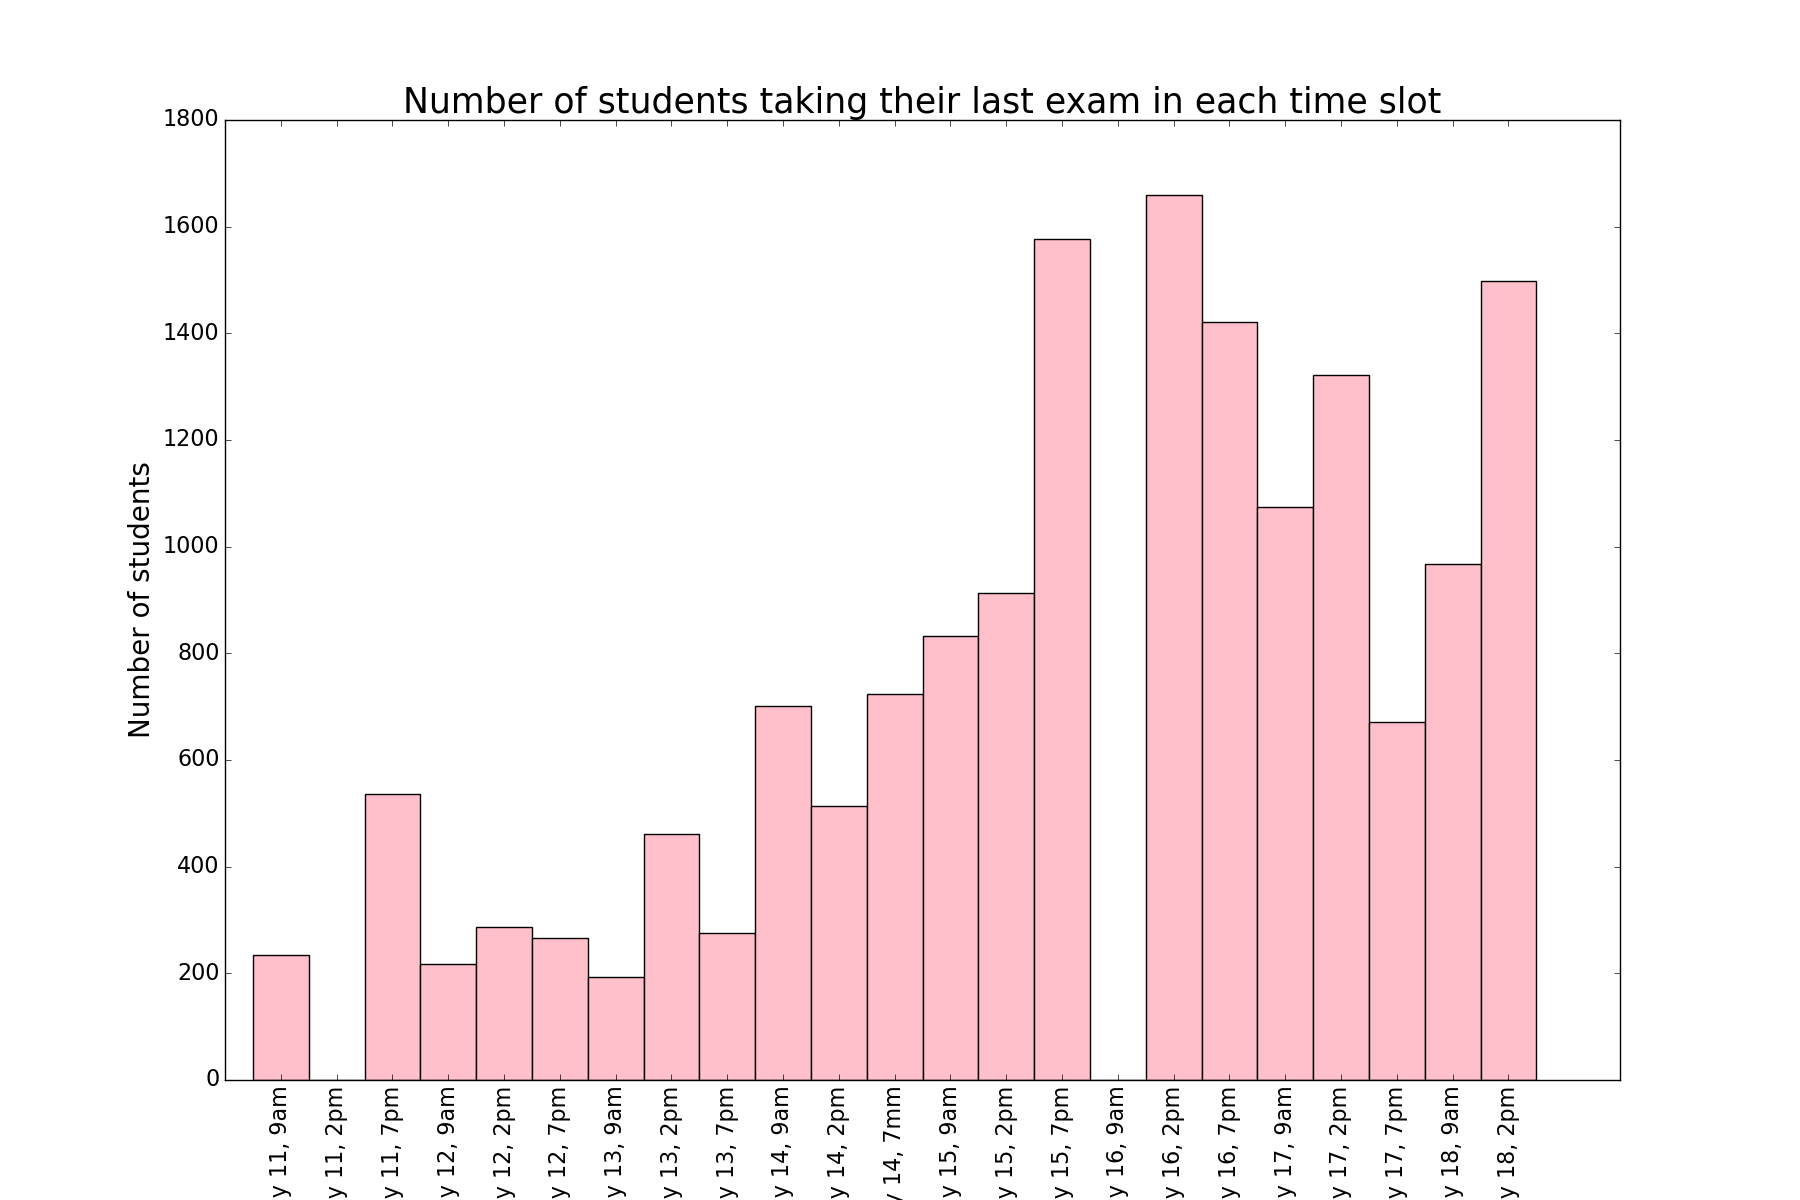 Number of students taking their last exam in each time slot
Number of students
1800
1600
1400
1200
1000
800
600
400
200
0
y 11, 9am
y 11, 2pm
y 11, 7pm
y 12, 9am
y 12, 2pm
y 12, 7pm
y 13, 9am
y 13, 2pm
y 13, 7pm
y 14, 9am
y 14, 2pm
y 14, 7mm
y 15, 9am
y 15, 2pm
y 15, 7pm
y 16, 9am
y 16, 2pm
y 16, 7pm
y 17, 9am
y 17, 2pm
y 17, 7pm
y 18, 9am
y 18, 2pm